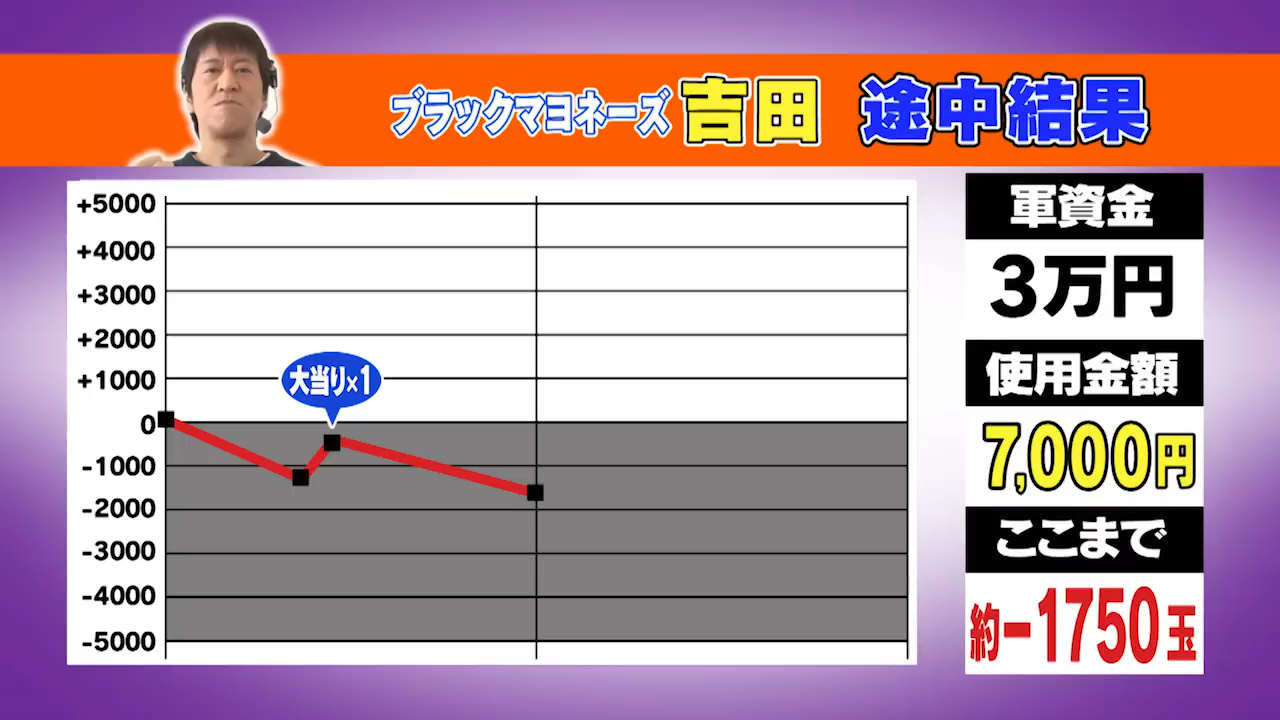 ブラックマヨネーズ 吉田 途中結果
+5000
+4000
+3000
+2000
+1000
0
-1000
-2000
-3000
-4000
-5000
大当り×1
軍資金
3万円
使用金額
7,000円
ここまで
約-1750玉